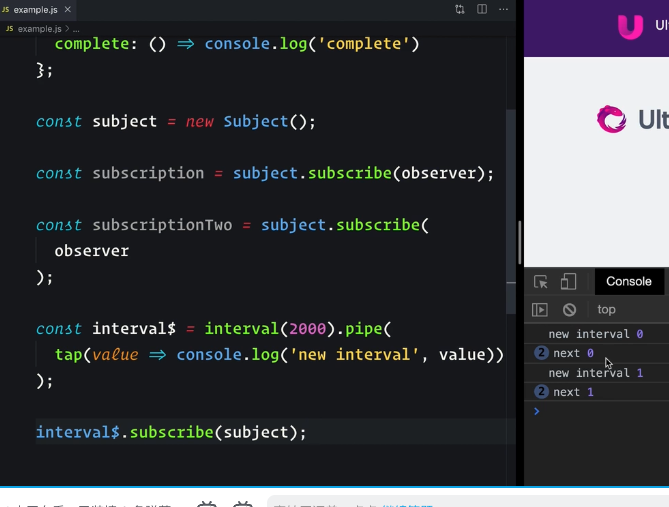 JS example.js ×
JS example.js > ...
complete: () => console.log('complete')
};
const subject = new Subject();
const subscription = subject.subscribe(observer);
const subscriptionTwo = subject.subscribe(
observer
);
const interval$ = interval(2000).pipe(
tap(value => console.log('new interval', value))
);
interval$.subscribe(subject);
Ul
Ult
Console
top
new interval 0
2 next 0
new interval 1
2 next 1
>